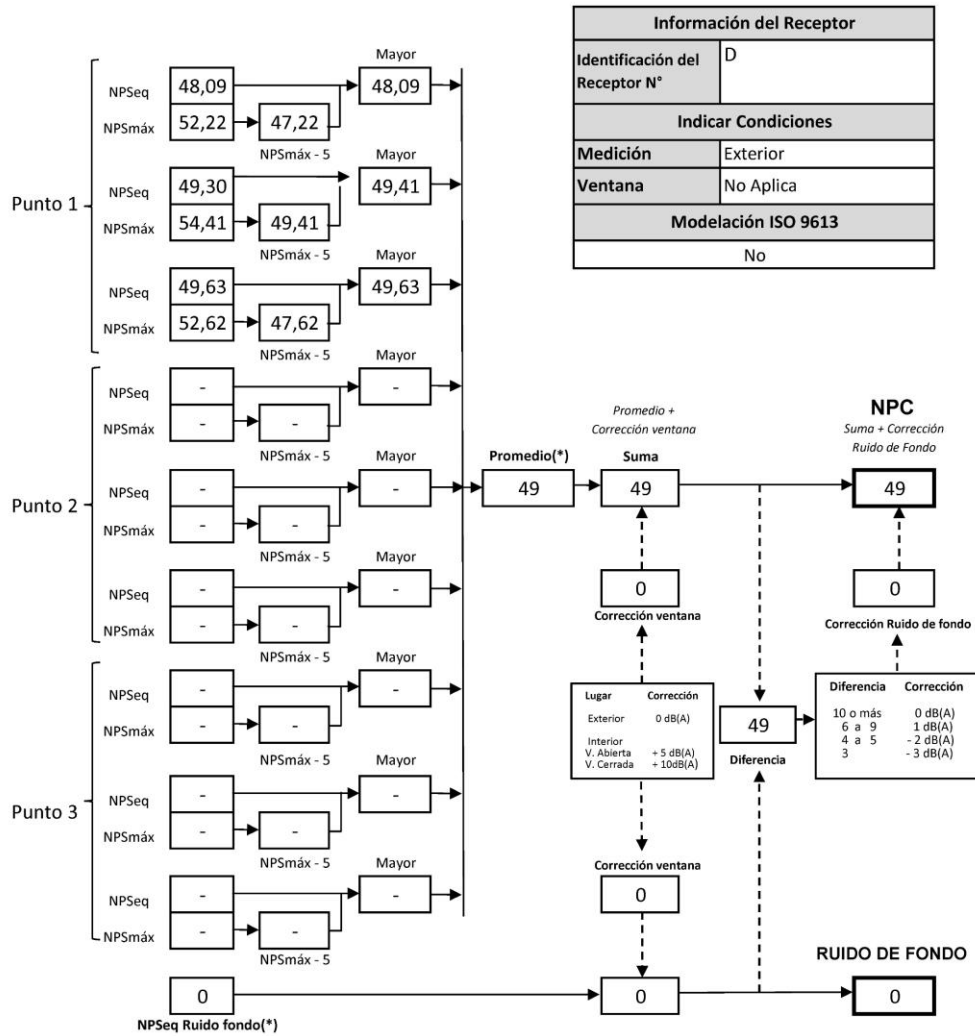 Información del Receptor
Identificación del Receptor N°
D
Indicar Condiciones
Medición
Exterior
Ventana
No Aplica
Modelación ISO 9613
No
Punto 1
Mayor
NPSeq
48,09
48,09
NPSmáx
52,22
47,22
NPSmáx - 5
Mayor
NPSeq
49,30
49,41
NPSmáx
54,41
49,41
NPSmáx - 5
Mayor
NPSeq
49,63
49,63
NPSmáx
52,62
47,62
NPSmáx - 5
Punto 2
Mayor
NPSeq
-
-
NPSmáx
-
-
NPSmáx - 5
Mayor
NPSeq
-
-
NPSmáx
-
-
NPSmáx - 5
Mayor
NPSeq
-
-
NPSmáx
-
-
NPSmáx - 5
Punto 3
Mayor
NPSeq
-
-
NPSmáx
-
-
NPSmáx - 5
Mayor
NPSeq
-
-
NPSmáx
-
-
NPSmáx - 5
Mayor
NPSeq
-
-
NPSmáx
-
-
NPSmáx - 5
Promedio(*)
49
Promedio +
Corrección ventana
Suma
49
NPC
Suma + Corrección
Ruido de Fondo
49
0
Corrección ventana
0
Corrección Ruido de fondo
Lugar Corrección
Exterior 0 dB(A)
Interior
V. Abierta + 5 dB(A)
V. Cerrada + 10dB(A)
49
Diferencia
Diferencia Corrección
10 o más 0 dB(A)
6 a 9 1 dB(A)
4 a 5 - 2 dB(A)
3 - 3 dB(A)
Corrección ventana
0
RUIDO DE FONDO
0
0
0
NPSeq Ruido fondo(*)